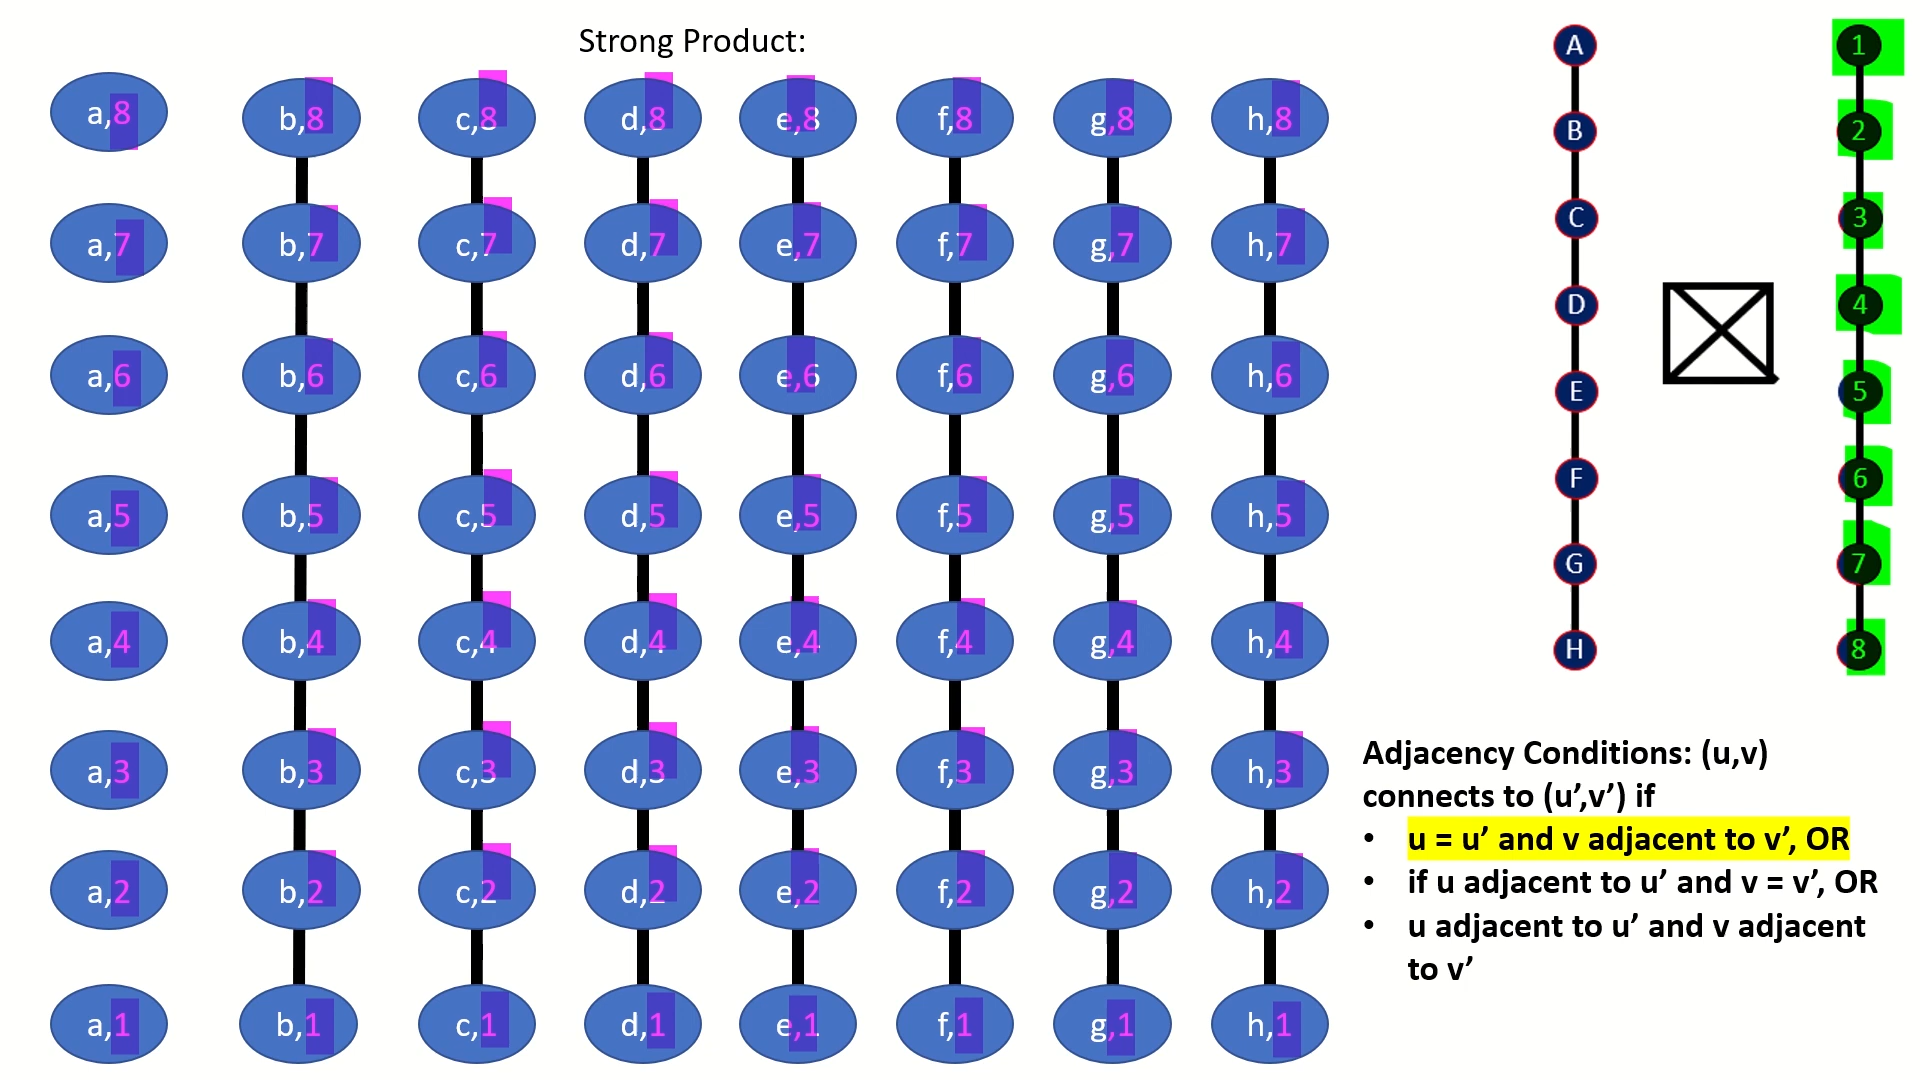 Strong Product:
a,8 b,8 c,8 d,8 e,8 f,8 g,8 h,8
a,7 b,7 c,7 d,7 e,7 f,7 g,7 h,7
a,6 b,6 c,6 d,6 e,6 f,6 g,6 h,6
a,5 b,5 c,5 d,5 e,5 f,5 g,5 h,5
a,4 b,4 c,4 d,4 e,4 f,4 g,4 h,4
a,3 b,3 c,3 d,3 e,3 f,3 g,3 h,3
a,2 b,2 c,2 d,2 e,2 f,2 g,2 h,2
a,1 b,1 c,1 d,1 e,1 f,1 g,1 h,1
A
B
C
D
E
F
G
H
1
2
3
4
5
6
7
8
Adjacency Conditions: (u,v)
connects to (u’,v’) if
• u = u’ and v adjacent to v’, OR
• if u adjacent to u’ and v = v’, OR
• u adjacent to u’ and v adjacent
to v’